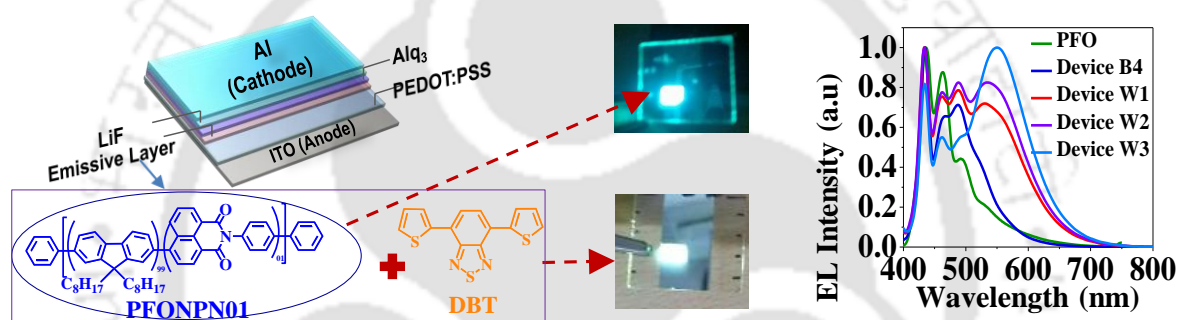 Al
(Cathode)
Alq3
PEDOT:PSS
LiF
Emissive Layer
ITO (Anode)
O
N
O
99
01
C8H17
C8H17
PFONPN01
S
S
N
N
S
DBT
EL Intensity (a.u)
1.0
0.8
0.6
0.4
0.2
0.0
PFO
Device B4
Device W1
Device W2
Device W3
400 500 600 700 800
Wavelength (nm)